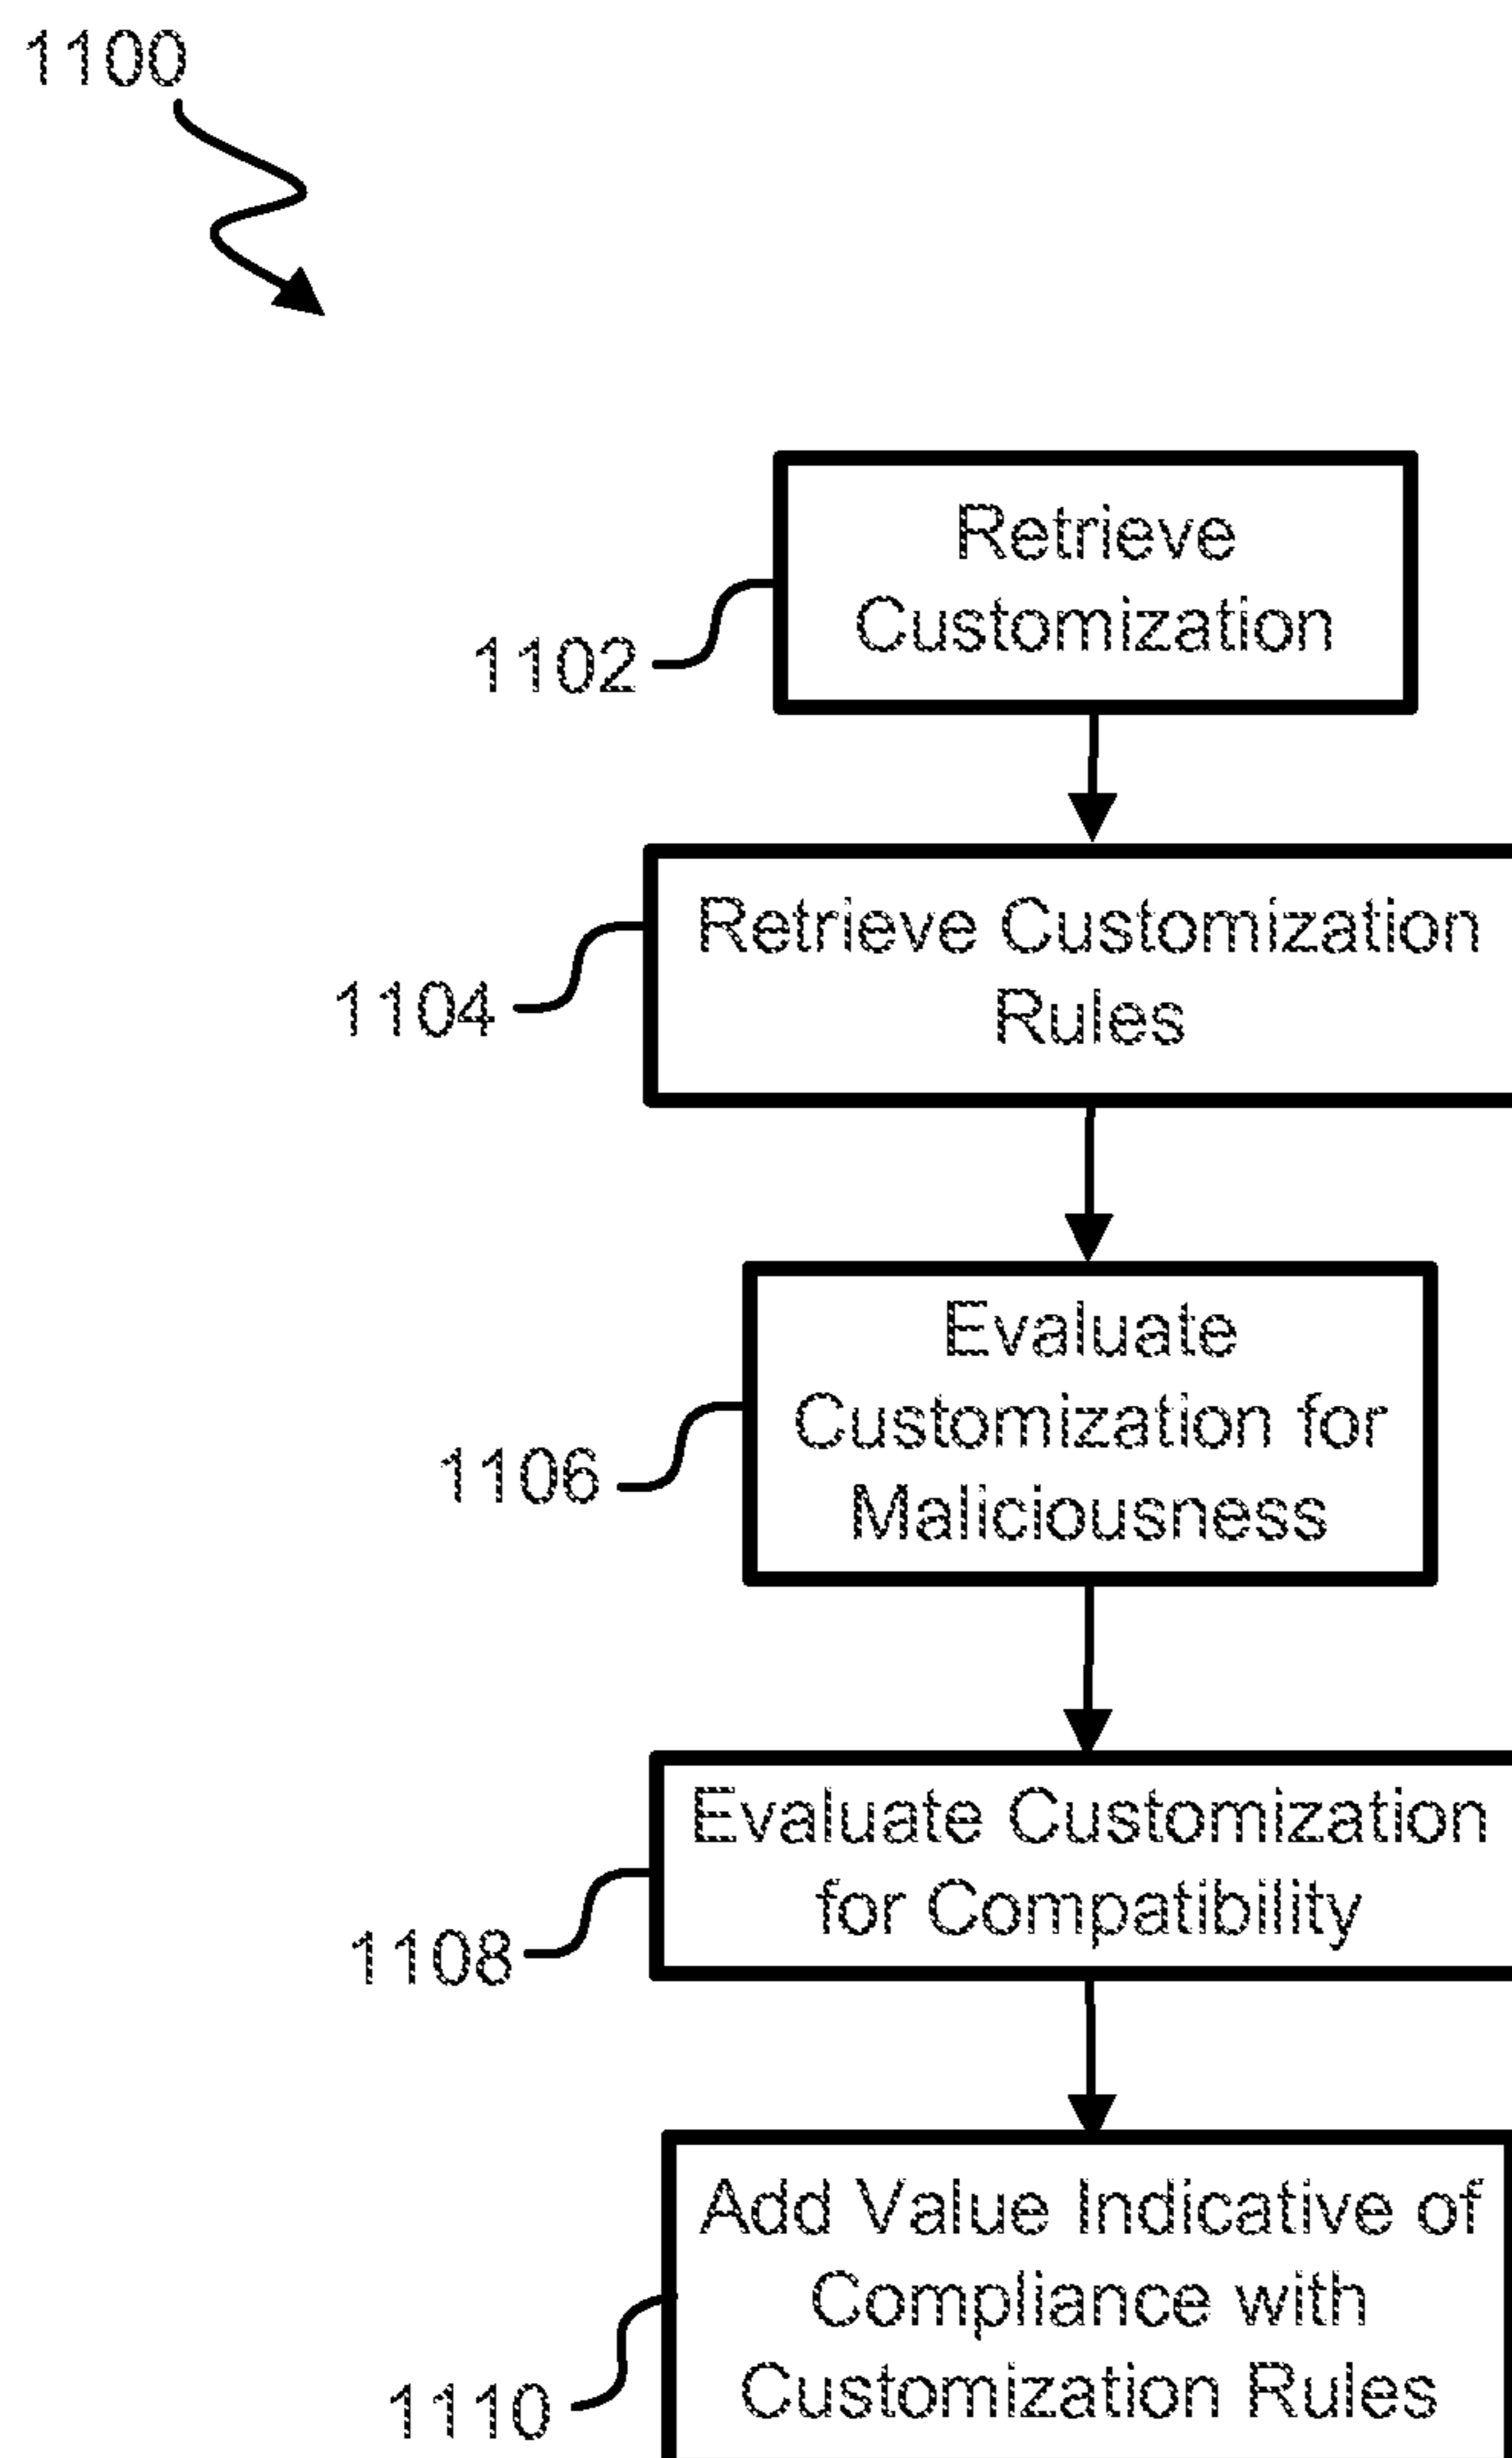 1100
Retrieve
Customization
1102
Retrieve Customization
Rules
1104
Evaluate
Customization for
Maliciousness
1106
Evaluate Customization
for Compatibility
1108
Add Value Indicative of
Compliance with
Customization Rules
1110